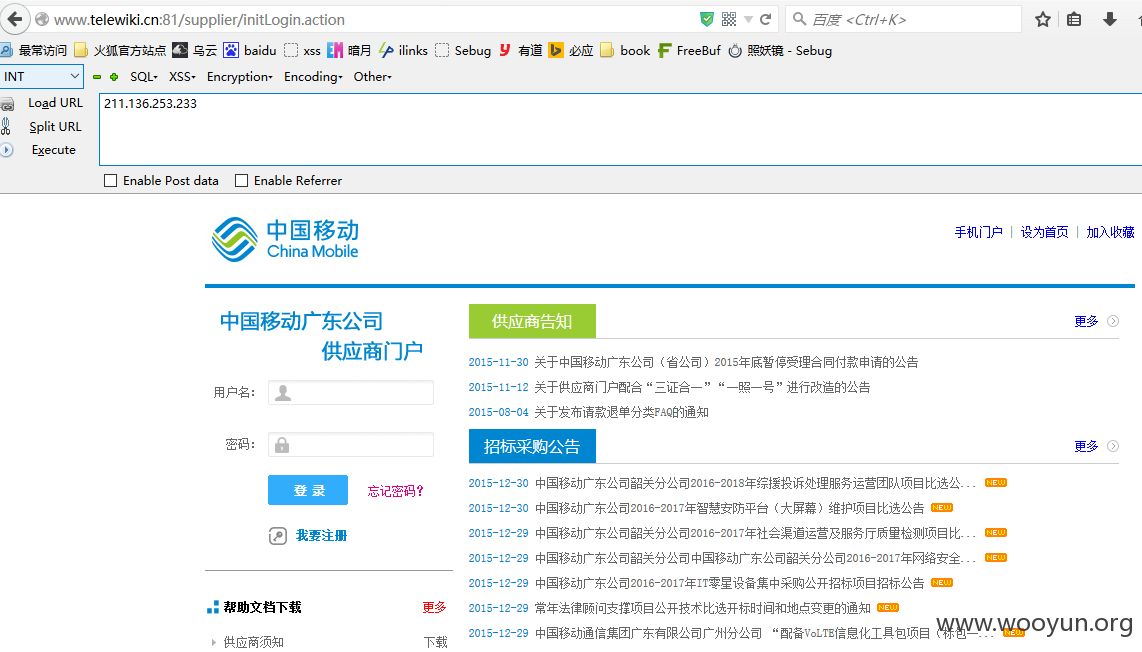 www.telewiki.cn:81/supplier/initLogin.action
百度 <Ctrl+K>
最常访问 火狐官方站点 乌云 baidu xss 暗月 ilinks Sebug 有道 必应 book FreeBuf 照妖镜 - Sebug
INT SQL XSS Encryption Encoding Other
Load URL
211.136.253.233
Split URL
Execute
Enable Post data Enable Referrer
中国移动
China Mobile
手机门户 | 设为首页 | 加入收藏
中国移动广东公司
供应商门户
用户名：
密码：
登 录 忘记密码？
我要注册
帮助文档下载 更多
供应商须知 下载
供应商告知 更多
2015-11-30 关于中国移动广东公司（省公司）2015年底暂停受理合同付款申请的公告
2015-11-12 关于供应商门户配合“三证合一”“一照一号”进行改造的公告
2015-08-04 关于发布请款退单分类FAQ的通知
招标采购公告 更多
2015-12-30 中国移动广东公司韶关分公司2016-2018年综援投诉处理服务运营团队项目比选公... NEW
2015-12-30 中国移动广东公司2016-2017年智慧安防平台（大屏幕）维护项目比选公告 NEW
2015-12-29 中国移动广东公司韶关分公司2016-2017年社会渠道运营及服务厅质量检测项目比... NEW
2015-12-29 中国移动广东公司韶关分公司中国移动广东公司韶关分公司2016-2017年网络安全... NEW
2015-12-29 中国移动广东公司2016-2017年IT零星设备集中采购公开招标项目招标公告 NEW
2015-12-29 常年法律顾问支撑项目公开技术比选开标时间和地点变更的通知 NEW
2015-12-29 中国移动通信集团广东有限公司广州分公司 “配备VoLTE信息化工具包项目（标包一... NEW
www.wooyun.org